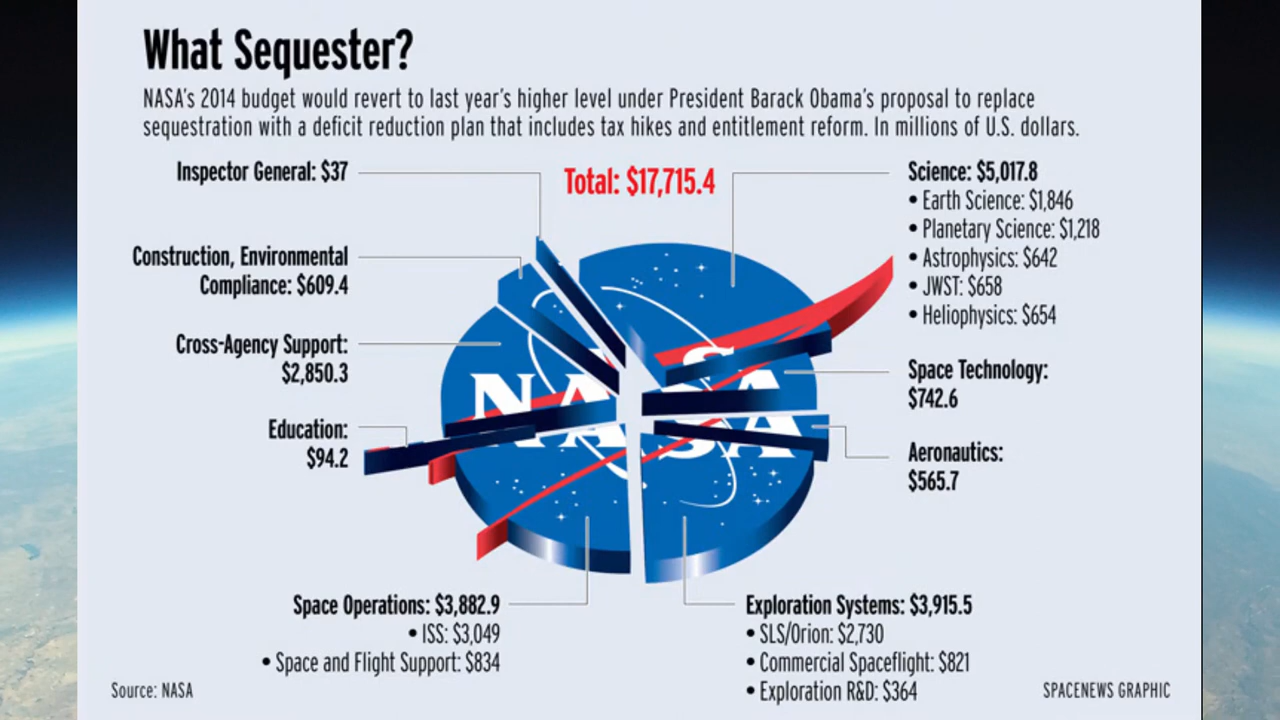 What Sequester?
NASA's 2014 budget would revert to last year's higher level under President Barack Obama's proposal to replace
sequestration with a deficit reduction plan that includes tax hikes and entitlement reform. In millions of U.S. dollars.
Total: $17,715.4
Inspector General: $37
Construction, Environmental
Compliance: $609.4
Cross-Agency Support:
$2,850.3
Education:
$94.2
Science: $5,017.8
• Earth Science: $1,846
• Planetary Science: $1,218
• Astrophysics: $642
• JWST: $658
• Heliophysics: $654
Space Technology:
$742.6
Aeronautics:
$565.7
NASA
Space Operations: $3,882.9
• ISS: $3,049
• Space and Flight Support: $834
Exploration Systems: $3,915.5
• SLS/Orion: $2,730
• Commercial Spaceflight: $821
• Exploration R&D: $364
Source: NASA
SPACENEWS GRAPHIC